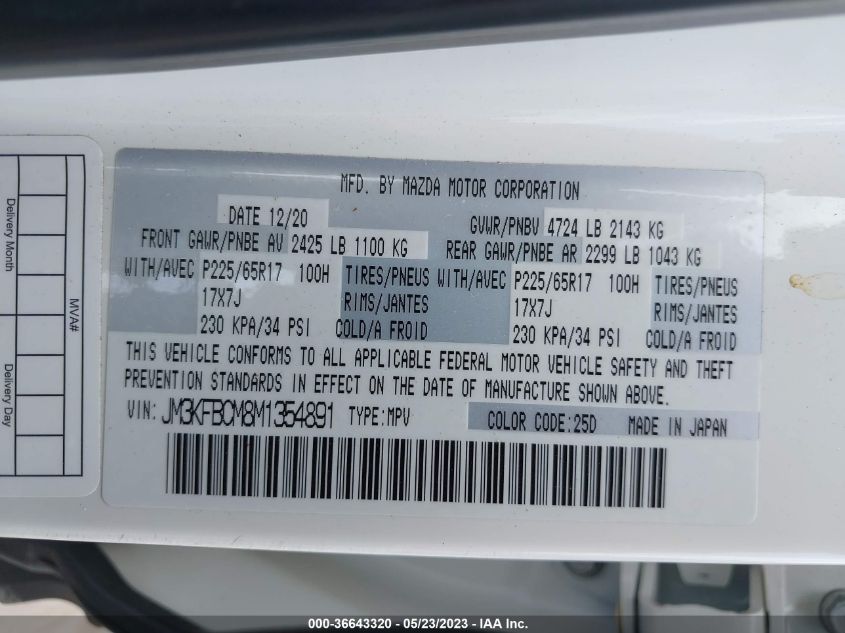 MFD. BY MAZDA MOTOR CORPORATION
DATE 12/20
GVWR/PNBV 4724 LB 2143 KG
FRONT GAWR/PNBE AV 2425 LB 1100 KG
REAR GAWR/PNBE AR 2299 LB 1043 KG
WITH/AVEC P225/65R17 100H TIRES/PNEUS WITH/AVEC P225/65R17 100H TIRES/PNEUS
17X7J RIMS/JANTES 17X7J RIMS/JANTES
230 KPA/34 PSI COLD/A FROID 230 KPA/34 PSI COLD/A FROID
THIS VEHICLE CONFORMS TO ALL APPLICABLE FEDERAL MOTOR VEHICLE SAFETY AND THEFT
PREVENTION STANDARDS IN EFFECT ON THE DATE OF MANUFACTURE SHOWN ABOVE.
VIN: JM3KFBCM8M1354891 TYPE:MPV COLOR CODE:25D MADE IN JAPAN
Delivery Month
MVA#
Delivery Day
000-36643320 - 05/23/2023 - IAA Inc.